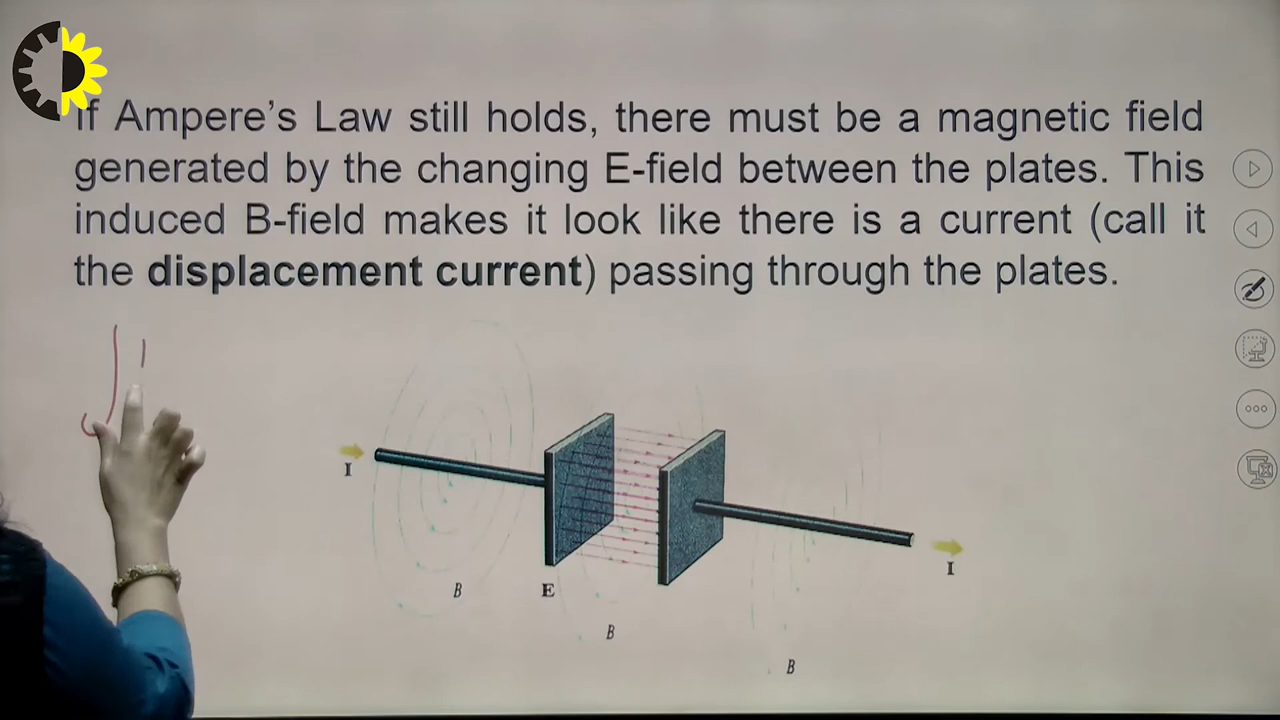 If Ampere's Law still holds, there must be a magnetic field
generated by the changing E-field between the plates. This
induced B-field makes it look like there is a current (call it
the displacement current) passing through the plates.
I
B
E
B
B
I